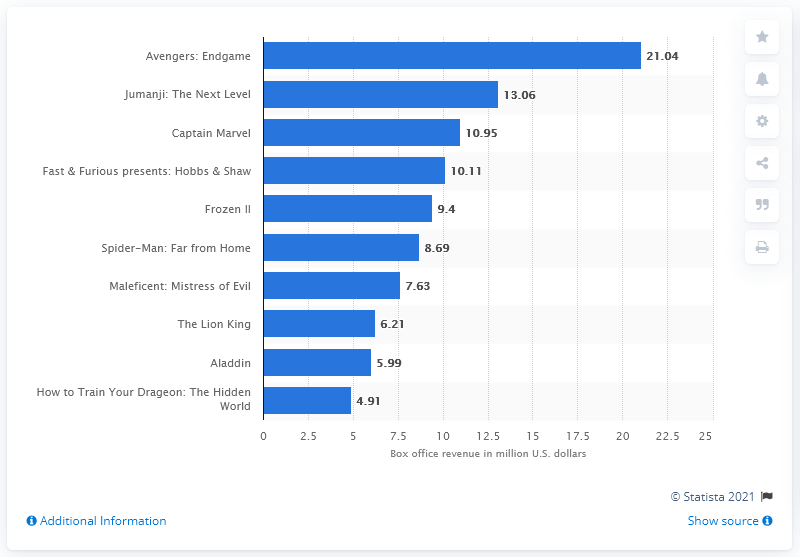 Avengers: Endgame 21.04
Jumanji: The Next Level 13.06
Captain Marvel 10.95
Fast & Furious presents: Hobbs & Shaw 10.11
Frozen II 9.4
Spider-Man: Far from Home 8.69
Maleficent: Mistress of Evil 7.63
The Lion King 6.21
Aladdin 5.99
How to Train Your Drageon: The Hidden
World 4.91
0 2.5 5 7.5 10 12.5 15 17.5 20 22.5 25
Box office revenue in million U.S. dollars
© Statista 2021
Additional Information Show source